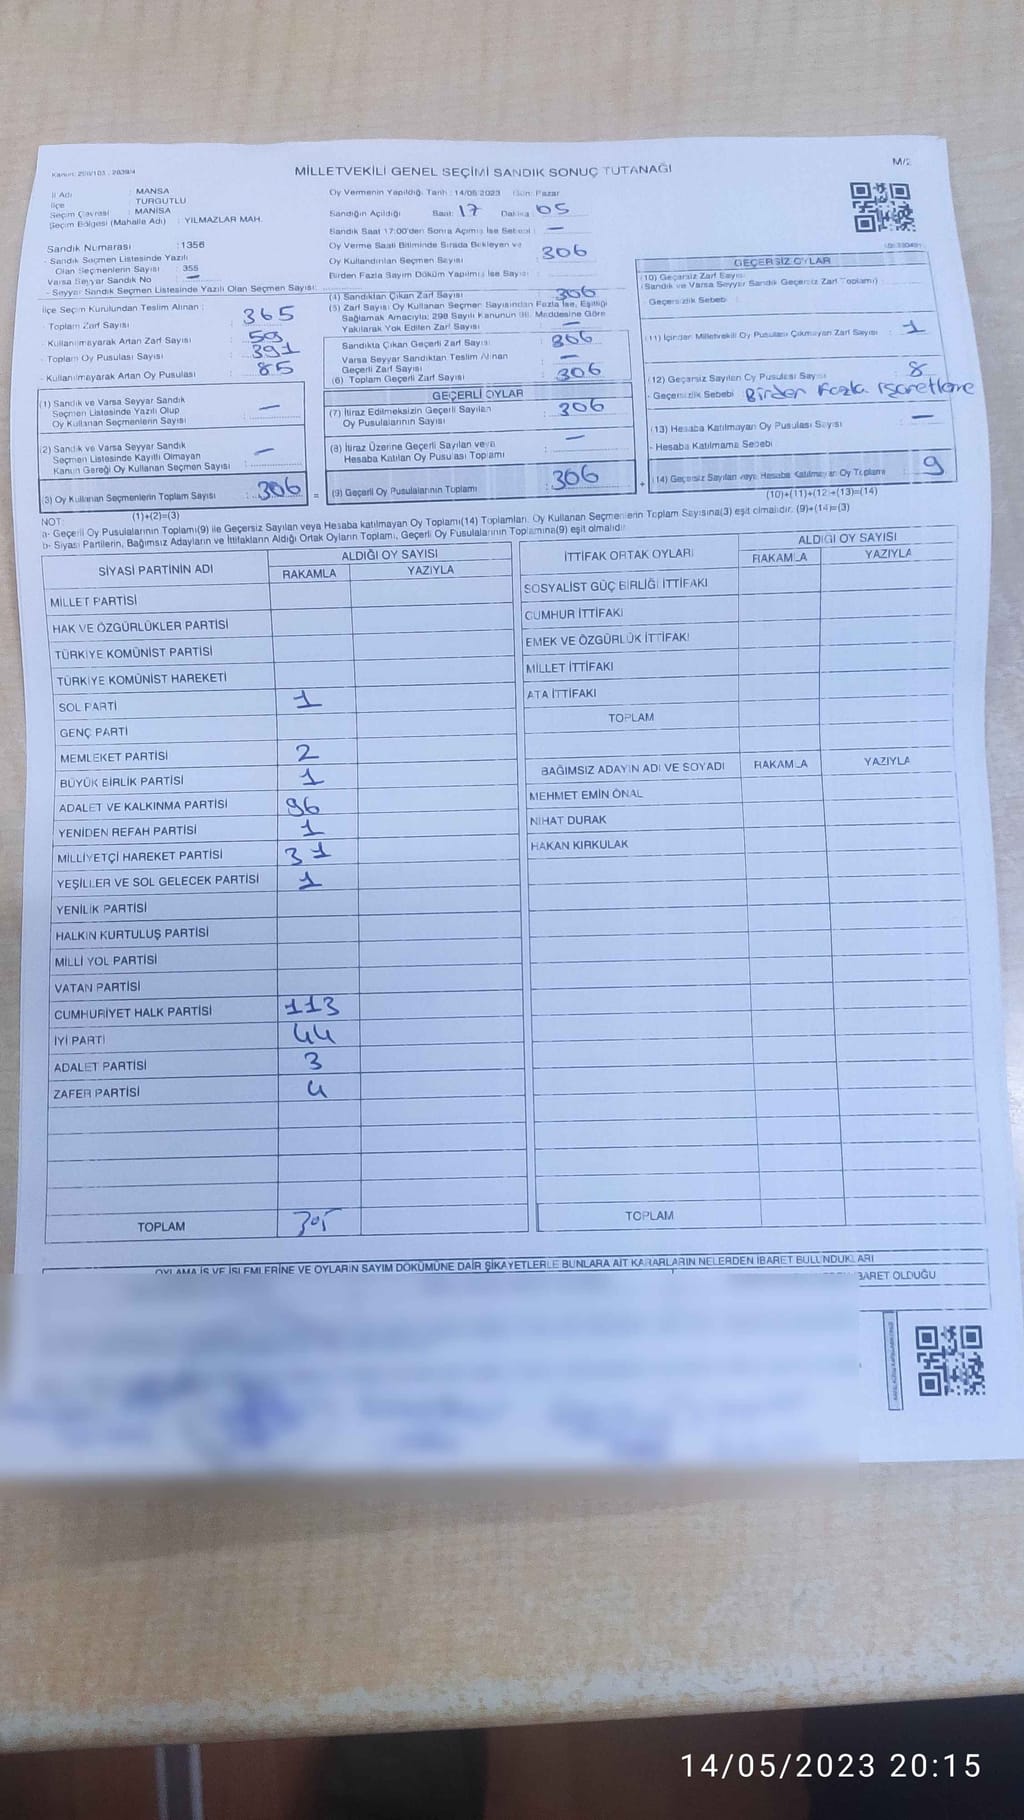 Kanun: 298/103 , 2839/4
MİLLETVEKİLİ GENEL SEÇİMİ SANDIK SONUÇ TUTANAĞI
M/2
İl Adı : MANİSA
İlçe : TURGUTLU
Seçim Çevresi : MANİSA
Seçim Bölgesi (Mahalle Adı) : YILMAZLAR MAH.
Sandık Numarası : 1356
- Sandık Seçmen Listesinde Yazılı
Olan Seçmenlerin Sayısı : 355
Varsa Seyyar Sandık No : —
- Seyyar Sandık Seçmen Listesinde Yazılı Olan Seçmen Sayısı:
Oy Vermenin Yapıldığı Tarih : 14/05/2023 Gün: Pazar
Sandığın Açıldığı Saat: 17 Dakika : 05
Sandık Saat 17:00'den Sonra Açılmış İse Sebebi : —
Oy Verme Saati Bitiminde Sırada Bekleyen ve
Oy Kullandırılan Seçmen Sayısı : 306
Birden Fazla Sayım Döküm Yapılmış İse Sayısı :
İlçe Seçim Kurulundan Teslim Alınan :
- Toplam Zarf Sayısı : 365
- Kullanılmayarak Artan Zarf Sayısı : 59
- Toplam Oy Pusulası Sayısı : 391
- Kullanılmayarak Artan Oy Pusulası : 85
(1) Sandık ve Varsa Seyyar Sandık
Seçmen Listesinde Yazılı Olup
Oy Kullanan Seçmenlerin Sayısı : —
(2) Sandık ve Varsa Seyyar Sandık
Seçmen Listesinde Kayıtlı Olmayan
Kanun Gereği Oy Kullanan Seçmen Sayısı : —
(3) Oy Kullanan Seçmenlerin Toplam Sayısı : 306
(1)+(2)=(3)
(4) Sandıktan Çıkan Zarf Sayısı : 306
(5) Zarf Sayısı Oy Kullanan Seçmen Sayısından Fazla İse, Eşitliği
Sağlamak Amacıyla; 298 Sayılı Kanunun 98. Maddesine Göre
Yakılarak Yok Edilen Zarf Sayısı : —
Sandıkta Çıkan Geçerli Zarf Sayısı : 306
Varsa Seyyar Sandıktan Teslim Alınan
Geçerli Zarf Sayısı : —
(6) Toplam Geçerli Zarf Sayısı : 306
GEÇERLİ OYLAR
(7) İtiraz Edilmeksizin Geçerli Sayılan
Oy Pusulalarının Sayısı : 306
(8) İtiraz Üzerine Geçerli Sayılan veya
Hesaba Katılan Oy Pusulası Toplamı : —
= (9) Geçerli Oy Pusulalarının Toplamı : 306
GEÇERSİZ OYLAR
(10) Geçersiz Zarf Sayısı
(Sandık ve Varsa Seyyar Sandık Geçersiz Zarf Toplamı) :
- Geçersizlik Sebebi :
(11) İçinden Milletvekili Oy Pusulası Çıkmayan Zarf Sayısı : 1
(12) Geçersiz Sayılan Oy Pusulası Sayısı : 8
- Geçersizlik Sebebi : Birden Fazla işaretleme
(13) Hesaba Katılmayan Oy Pusulası Sayısı : —
- Hesaba Katılmama Sebebi :
+ (14) Geçersiz Sayılan veya Hesaba Katılmayan Oy Toplamı : 9
(10)+(11)+(12)+(13)=(14)
NOT:
a- Geçerli Oy Pusulalarının Toplamı(9) ile Geçersiz Sayılan veya Hesaba katılmayan Oy Toplamı(14) Toplamları, Oy Kullanan Seçmenlerin Toplam Sayısına(3) eşit olmalıdır. (9)+(14)=(3)
b- Siyasi Partilerin, Bağımsız Adayların ve İttifakların Aldığı Ortak Oyların Toplamı, Geçerli Oy Pusulalarının Toplamına(9) eşit olmalıdır.
SİYASİ PARTİNİN ADI ALDIĞI OY SAYISI
RAKAMLA YAZIYLA
MİLLET PARTİSİ
HAK VE ÖZGÜRLÜKLER PARTİSİ
TÜRKİYE KOMÜNİST PARTİSİ
TÜRKİYE KOMÜNİST HAREKETİ
SOL PARTİ 1
GENÇ PARTİ
MEMLEKET PARTİSİ 2
BÜYÜK BİRLİK PARTİSİ 1
ADALET VE KALKINMA PARTİSİ 96
YENİDEN REFAH PARTİSİ 1
MİLLİYETÇİ HAREKET PARTİSİ 31
YEŞİLLER VE SOL GELECEK PARTİSİ 1
YENİLİK PARTİSİ
HALKIN KURTULUŞ PARTİSİ
MİLLİ YOL PARTİSİ
VATAN PARTİSİ
CUMHURİYET HALK PARTİSİ 113
İYİ PARTİ 44
ADALET PARTİSİ 3
ZAFER PARTİSİ 4
TOPLAM 305
İTTİFAK ORTAK OYLARI ALDIĞI OY SAYISI
RAKAMLA YAZIYLA
SOSYALİST GÜÇ BİRLİĞİ İTTİFAKI
CUMHUR İTTİFAKI
EMEK VE ÖZGÜRLÜK İTTİFAKI
MİLLET İTTİFAKI
ATA İTTİFAKI
TOPLAM
BAĞIMSIZ ADAYIN ADI VE SOYADI RAKAMLA YAZIYLA
MEHMET EMİN ÖNAL
NİHAT DURAK
HAKAN KIRKULAK
TOPLAM
OYLAMA İŞ VE İŞLEMLERİNE VE OYLARIN SAYIM DÖKÜMÜNE DAİR ŞİKAYETLERLE BUNLARA AİT KARARLARIN NELERDEN İBARET BULUNDUKLARI
BARET OLDUĞU
14/05/2023 20:15